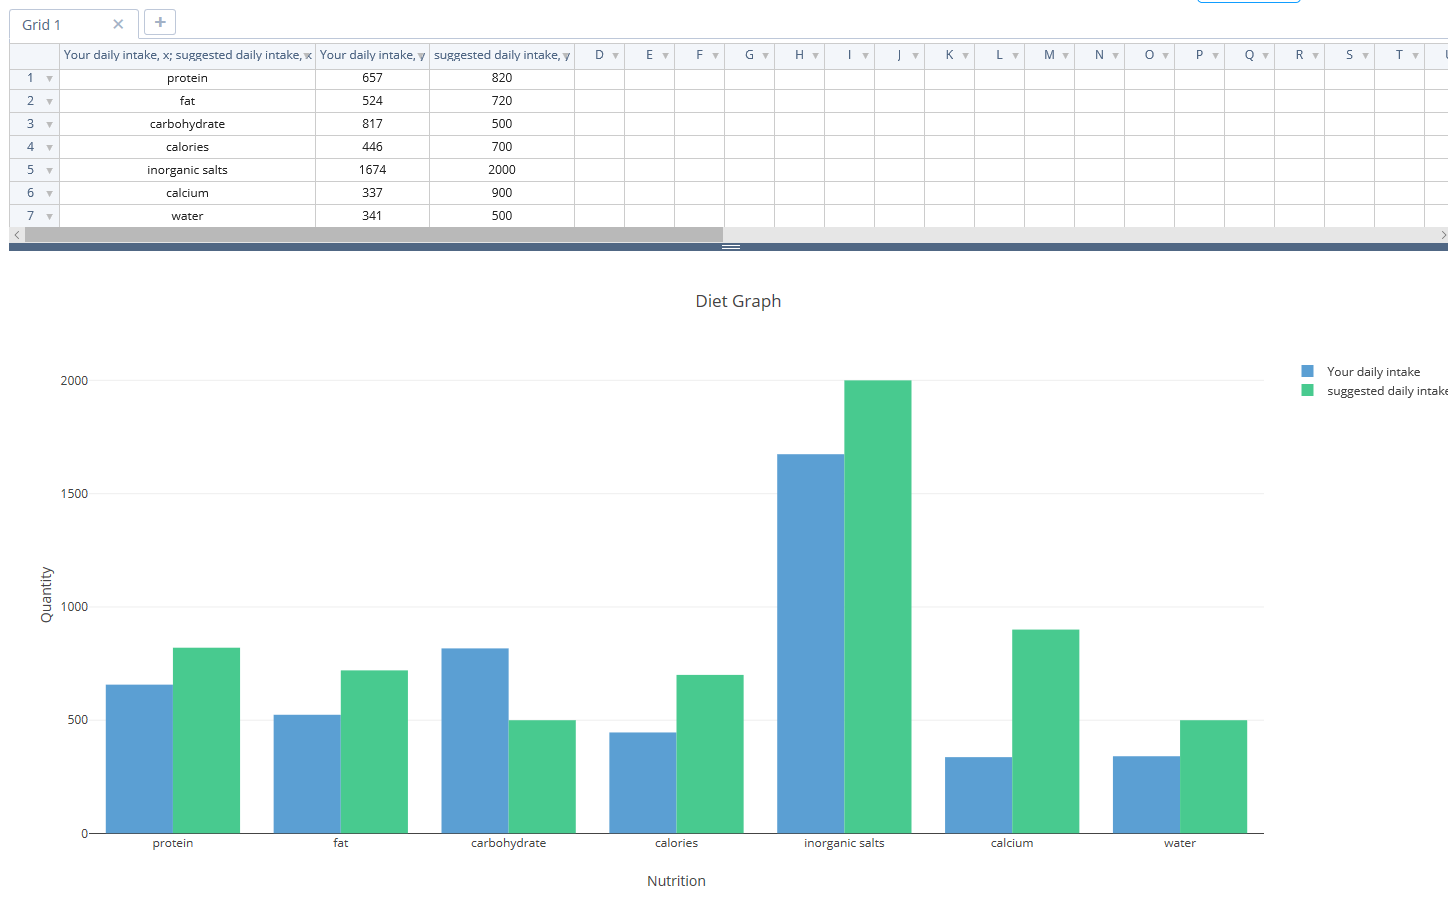 Grid 1 × +
Your daily intake, x; suggested daily intake, x Your daily intake, y suggested daily intake, y D E F G H I J K L M N O P Q R S T
1 protein 657 820
2 fat 524 720
3 carbohydrate 817 500
4 calories 446 700
5 inorganic salts 1674 2000
6 calcium 337 900
7 water 341 500
Diet Graph
Your daily intake
suggested daily intake
2000
1500
1000
500
0
Quantity
protein fat carbohydrate calories inorganic salts calcium water
Nutrition